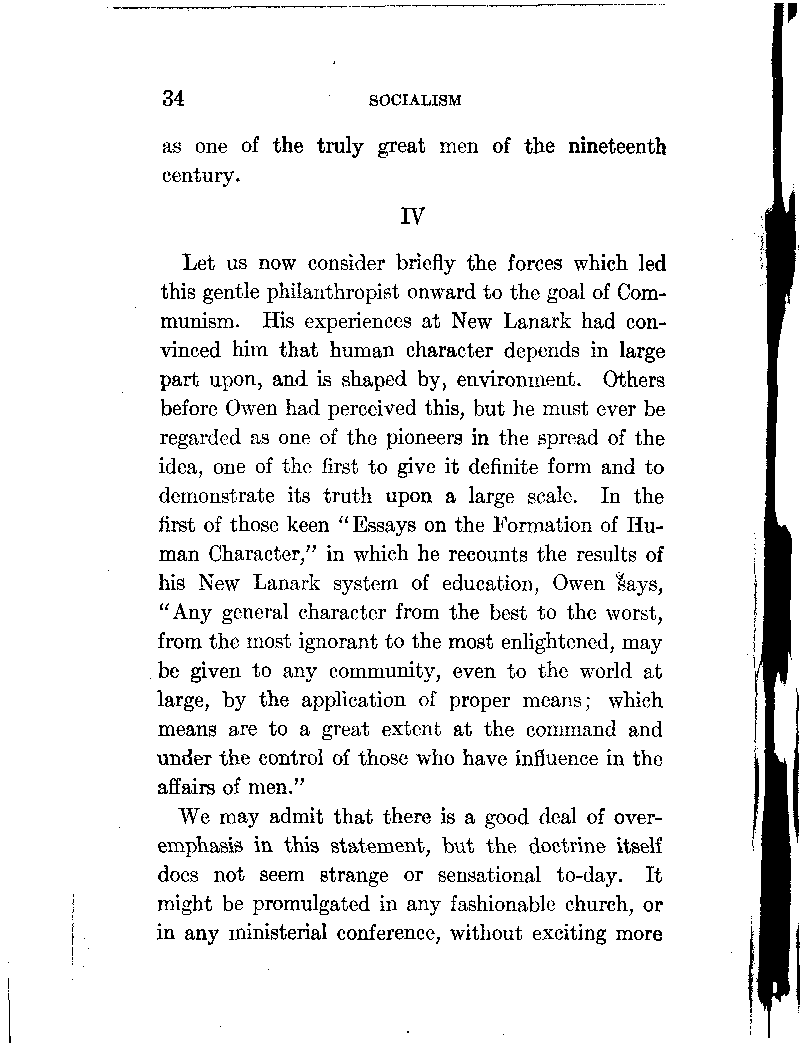 34 SOCIALISM
as one of the truly great men of the nineteenth
century.
IV
Let us now consider briefly the forces which led
this gentle philanthropist onward to the goal of Com-
munism. His experiences at New Lanark had con-
vinced him that human character depends in large
part upon, and is shaped by, environment. Others
before Owen had perceived this, but he must ever be
regarded as one of the pioneers in the spread of the
idea, one of the first to give it definite form and to
demonstrate its truth upon a large scale. In the
first of those keen "Essays on the Formation of Hu-
man Character," in which he recounts the results of
his New Lanark system of education, Owen says,
"Any general character from the best to the worst,
from the most ignorant to the most enlightened, may
be given to any community, even to the world at
large, by the application of proper means; which
means are to a great extent at the command and
under the control of those who have influence in the
affairs of men."
We may admit that there is a good deal of over-
emphasis in this statement, but the doctrine itself
does not seem strange or sensational to-day. It
might be promulgated in any fashionable church, or
in any ministerial conference, without exciting more